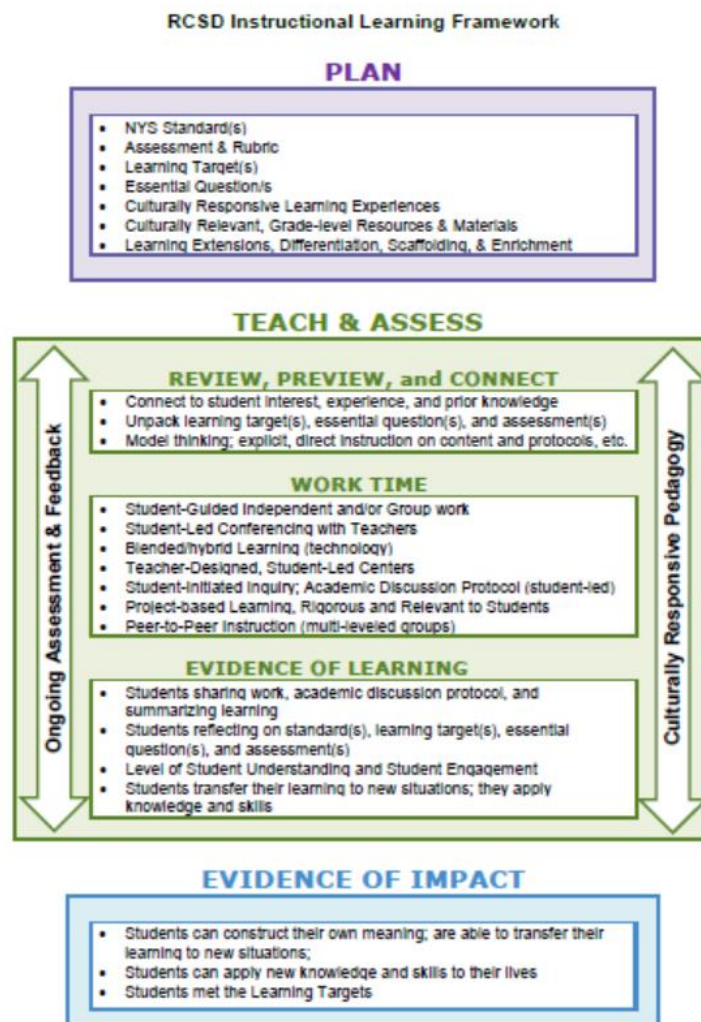 RCSD Instructional Learning Framework
PLAN
• NYS Standard(s)
• Assessment & Rubric
• Learning Target(s)
• Essential Question/s
• Culturally Responsive Learning Experiences
• Culturally Relevant, Grade-level Resources & Materials
• Learning Extensions, Differentiation, Scaffolding, & Enrichment
TEACH & ASSESS
Ongoing Assessment & Feedback
REVIEW, PREVIEW, and CONNECT
• Connect to student interest, experience, and prior knowledge
• Unpack learning target(s), essential question(s), and assessment(s)
• Model thinking; explicit, direct instruction on content and protocols, etc.
WORK TIME
• Student-Guided Independent and/or Group work
• Student-Led Conferencing with Teachers
• Blended/hybrid Learning (technology)
• Teacher-Designed, Student-Led Centers
• Student-Initiated Inquiry; Academic Discussion Protocol (student-led)
• Project-based Learning, Rigorous and Relevant to Students
• Peer-to-Peer Instruction (multi-leveled groups)
EVIDENCE OF LEARNING
• Students sharing work, academic discussion protocol, and
summarizing learning
• Students reflecting on standard(s), learning target(s), essential
question(s), and assessment(s)
• Level of Student Understanding and Student Engagement
• Students transfer their learning to new situations; they apply
knowledge and skills
Culturally Responsive Pedagogy
EVIDENCE OF IMPACT
• Students can construct their own meaning; are able to transfer their
learning to new situations;
• Students can apply new knowledge and skills to their lives
• Students met the Learning Targets